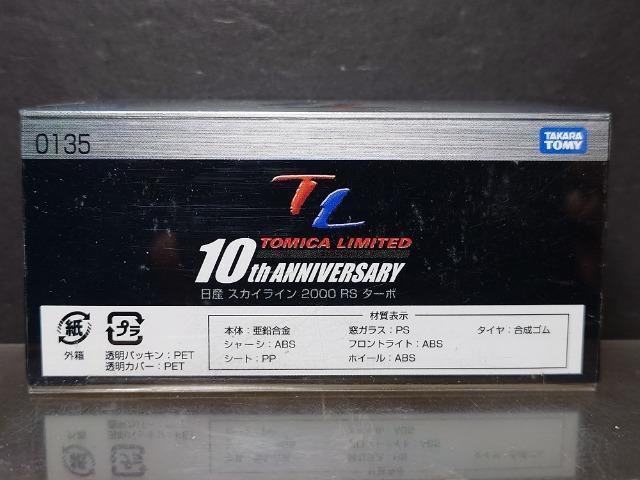 0135
TAKARA
TOMY
TL
TOMICA LIMITED
10th ANNIVERSARY
日産 スカイライン 2000 RS ターボ
紙
外箱
プラ
透明パッキン:PET
透明カバー:PET
材質表示
本体:亜鉛合金
シャーシ:ABS
シート:PP
窓ガラス:PS
フロントライト:ABS
ホイール:ABS
タイヤ:合成ゴム